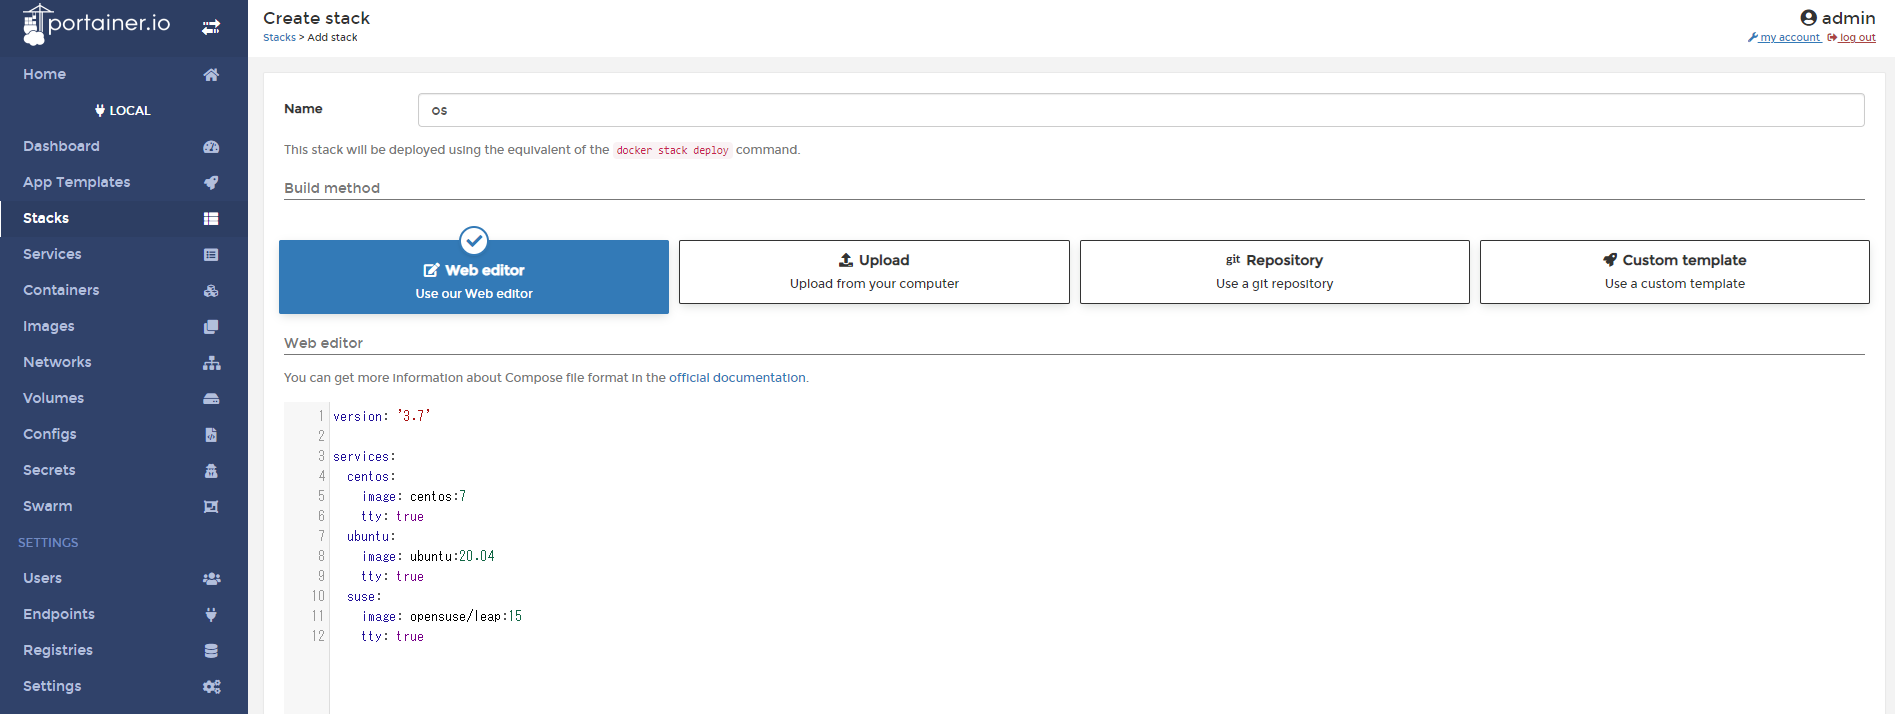 portainer.io
Home
LOCAL
Dashboard
App Templates
Stacks
Services
Containers
Images
Networks
Volumes
Configs
Secrets
Swarm
SETTINGS
Users
Endpoints
Registries
Settings
Create stack
Stacks > Add stack
admin
my account log out
Name os
This stack will be deployed using the equivalent of the docker stack deploy command.
Build method
Web editor
Use our Web editor
Upload
Upload from your computer
git Repository
Use a git repository
Custom template
Use a custom template
Web editor
You can get more information about Compose file format in the official documentation.
1 version: '3.7'
2
3 services:
4   centos:
5     image: centos:7
6     tty: true
7   ubuntu:
8     image: ubuntu:20.04
9     tty: true
10   suse:
11     image: opensuse/leap:15
12     tty: true